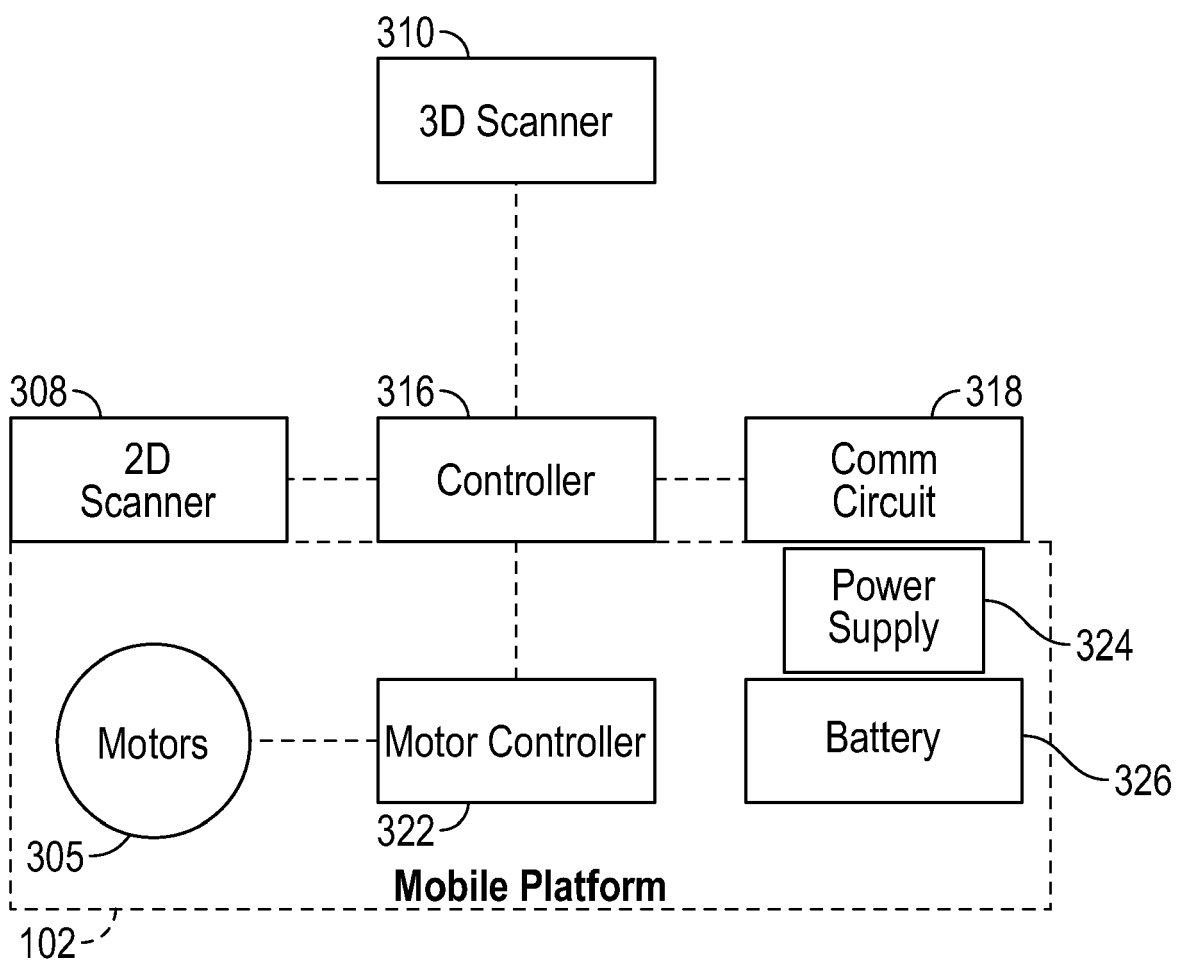 310
3D Scanner
308
316
318
2D
Scanner
Controller
Comm
Circuit
Power
Supply
324
Motors
Motor Controller
Battery
326
305
322
Mobile Platform
102